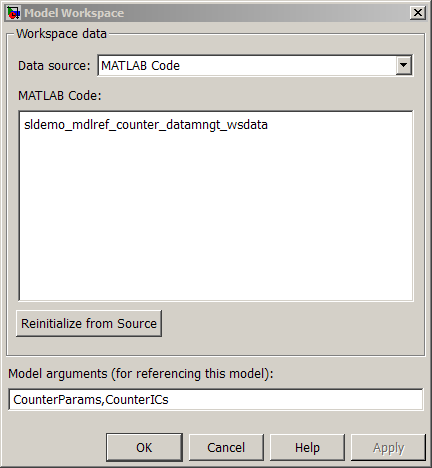 Model Workspace
Workspace data
Data source: MATLAB Code
MATLAB Code:
sldemo_mdlref_counter_datamngt_wsdata
Reinitialize from Source
Model arguments (for referencing this model):
CounterParams,CounterICs
OK Cancel Help Apply